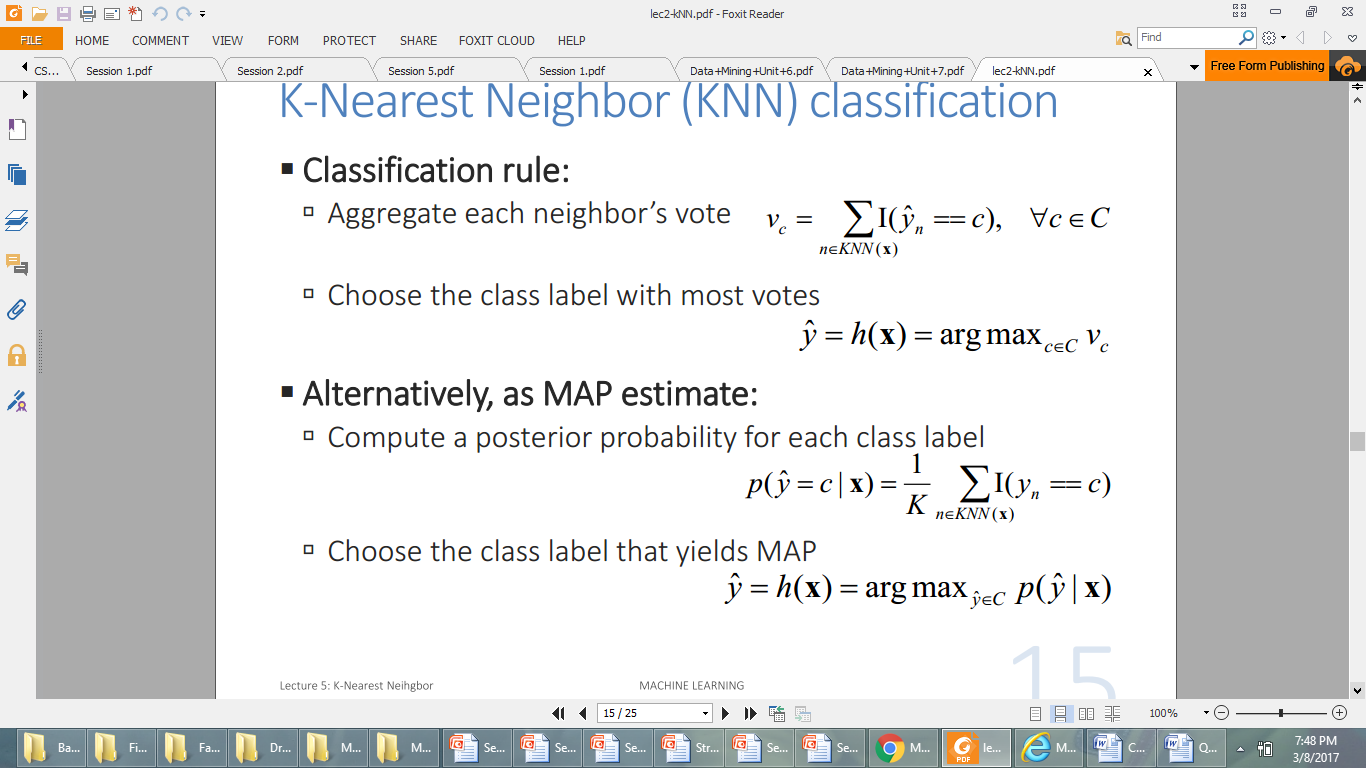 lec2-kNN.pdf - Foxit Reader
FILE HOME COMMENT VIEW FORM PROTECT SHARE FOXIT CLOUD HELP Find
CS... Session 1.pdf Session 2.pdf Session 5.pdf Session 1.pdf Data+Mining+Unit+6.pdf Data+Mining+Unit+7.pdf lec2-kNN.pdf Free Form Publishing
K-Nearest Neighbor (KNN) classification
▪ Classification rule:
▫ Aggregate each neighbor’s vote v_c = ∑_{n∈KNN(x)} I(ŷ_n == c), ∀c ∈ C
▫ Choose the class label with most votes
ŷ = h(x) = arg max_{c∈C} v_c
▪ Alternatively, as MAP estimate:
▫ Compute a posterior probability for each class label
p(ŷ = c | x) = 1/K ∑_{n∈KNN(x)} I(y_n == c)
▫ Choose the class label that yields MAP
ŷ = h(x) = arg max_{ŷ∈C} p(ŷ | x)
15
Lecture 5: K-Nearest Neihgbor MACHINE LEARNING
15 / 25 100%
Ba... Fi... Fa... Dr... M... M... Se... Se... Se... Str... Se... Se... M... PDF le... M... C... Q... 7:48 PM
3/8/2017